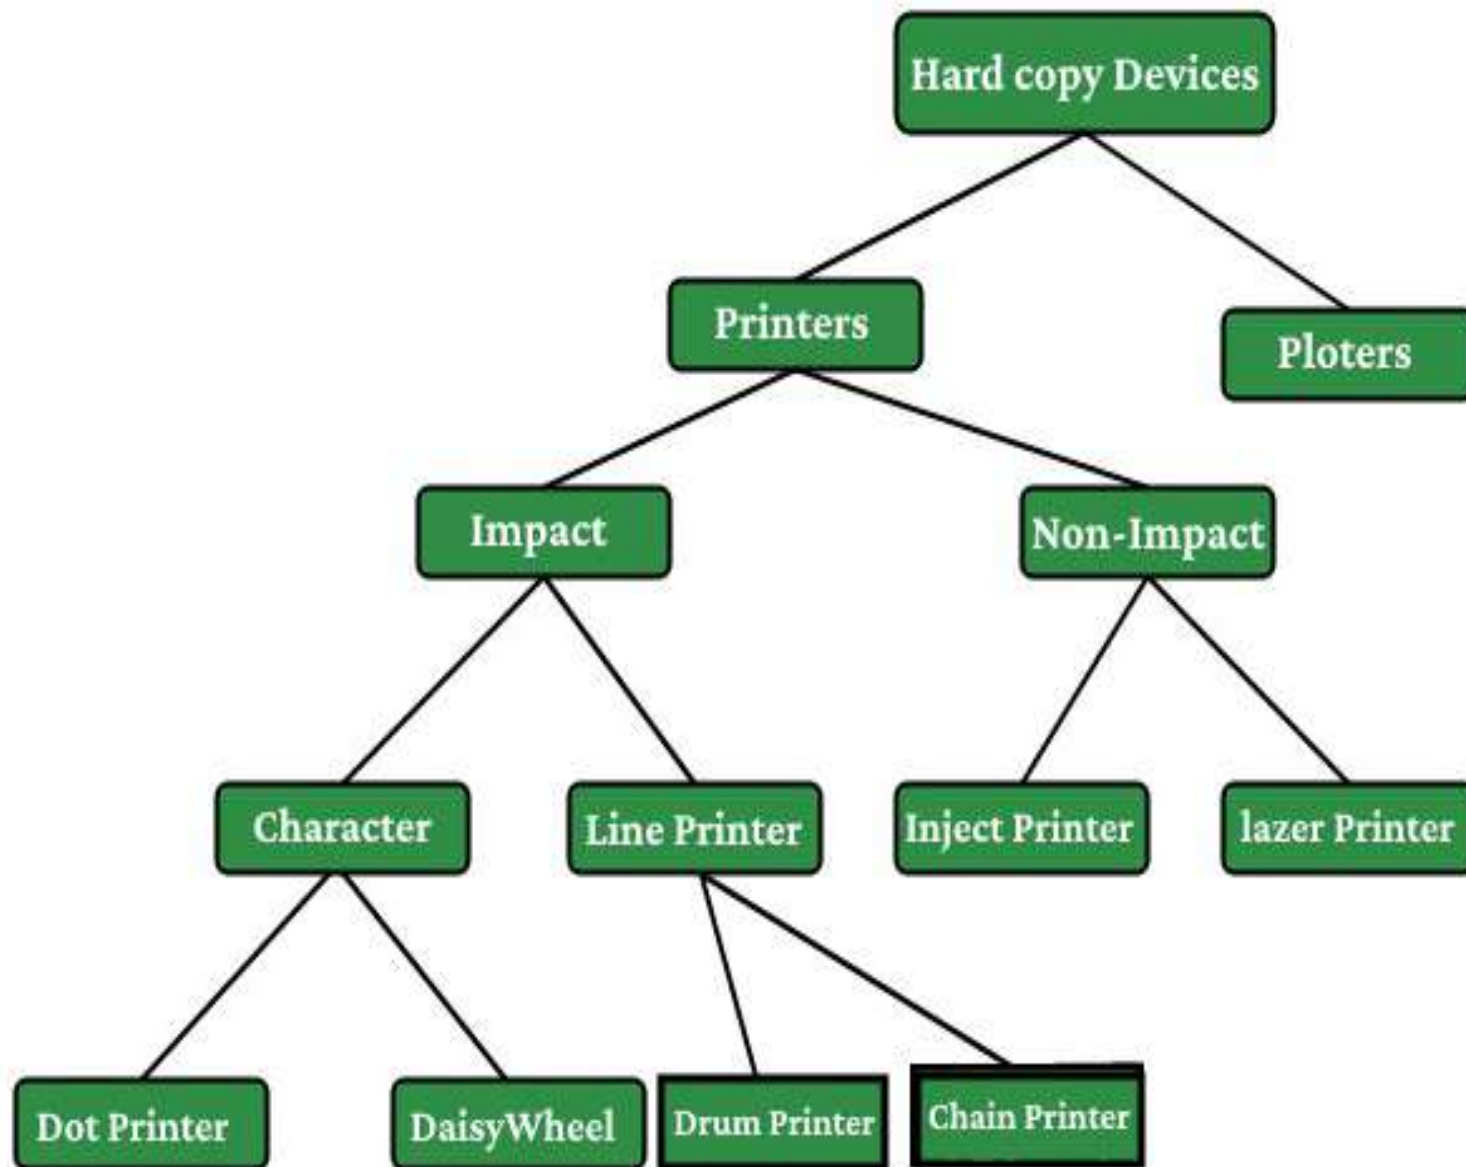 Hard copy Devices
Printers
Ploters
Impact
Non-Impact
Character
Line Printer
Inject Printer
lazer Printer
Dot Printer
DaisyWheel
Drum Printer
Chain Printer